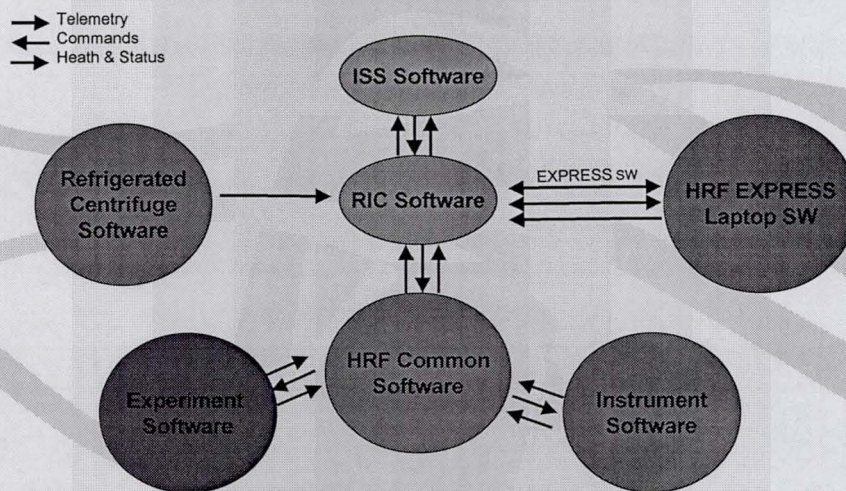 Telemetry
Commands
Heath & Status
ISS Software
Refrigerated
Centrifuge
Software
RIC Software
EXPRESS SW
HRF EXPRESS
Laptop SW
HRF Common
Software
Experiment
Software
Instrument
Software